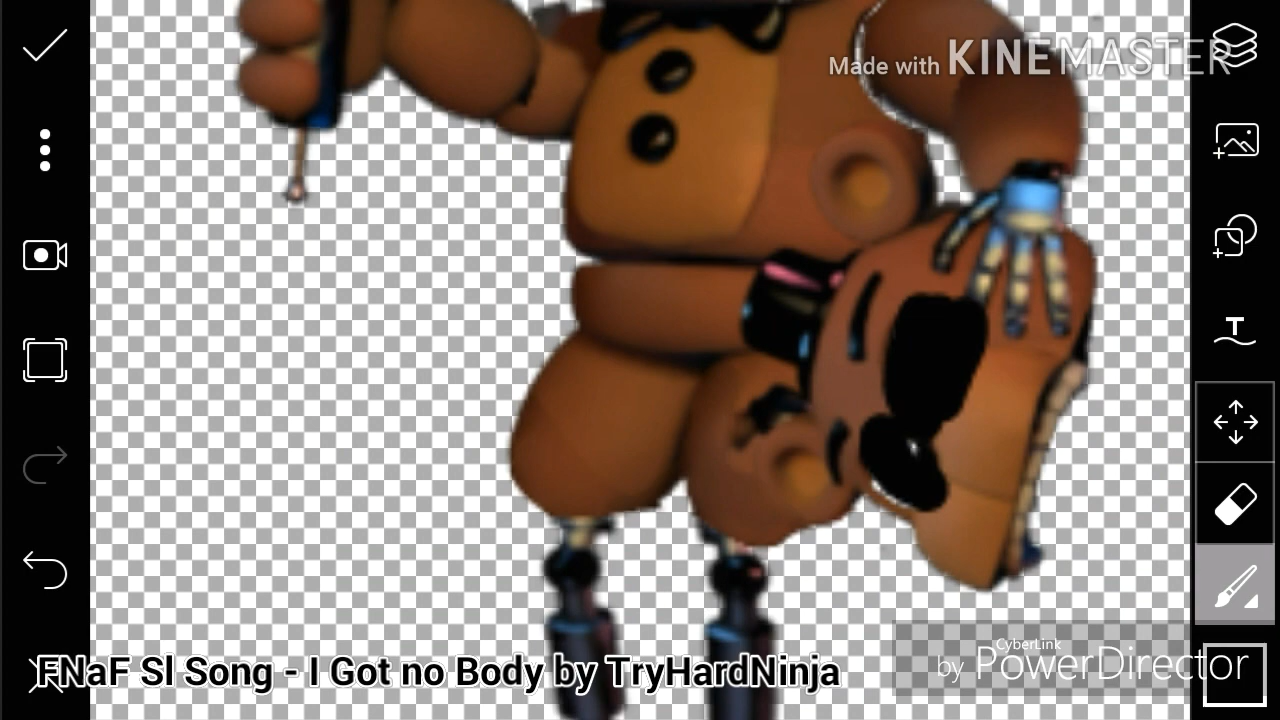 Made with KINEMASTER
T
FNaF Sl Song - I Got no Body by TryHardNinja
CyberLink
by PowerDirector